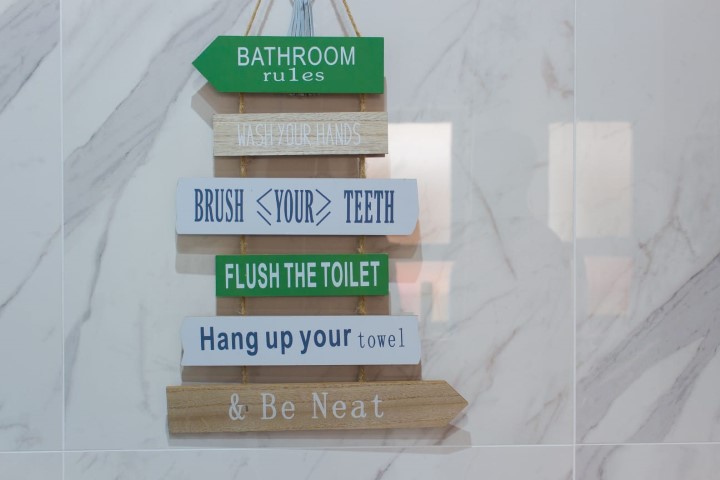 BATHROOM
rules
WASH YOUR HANDS
BRUSH <YOUR> TEETH
FLUSH THE TOILET
Hang up your towel
& Be Neat